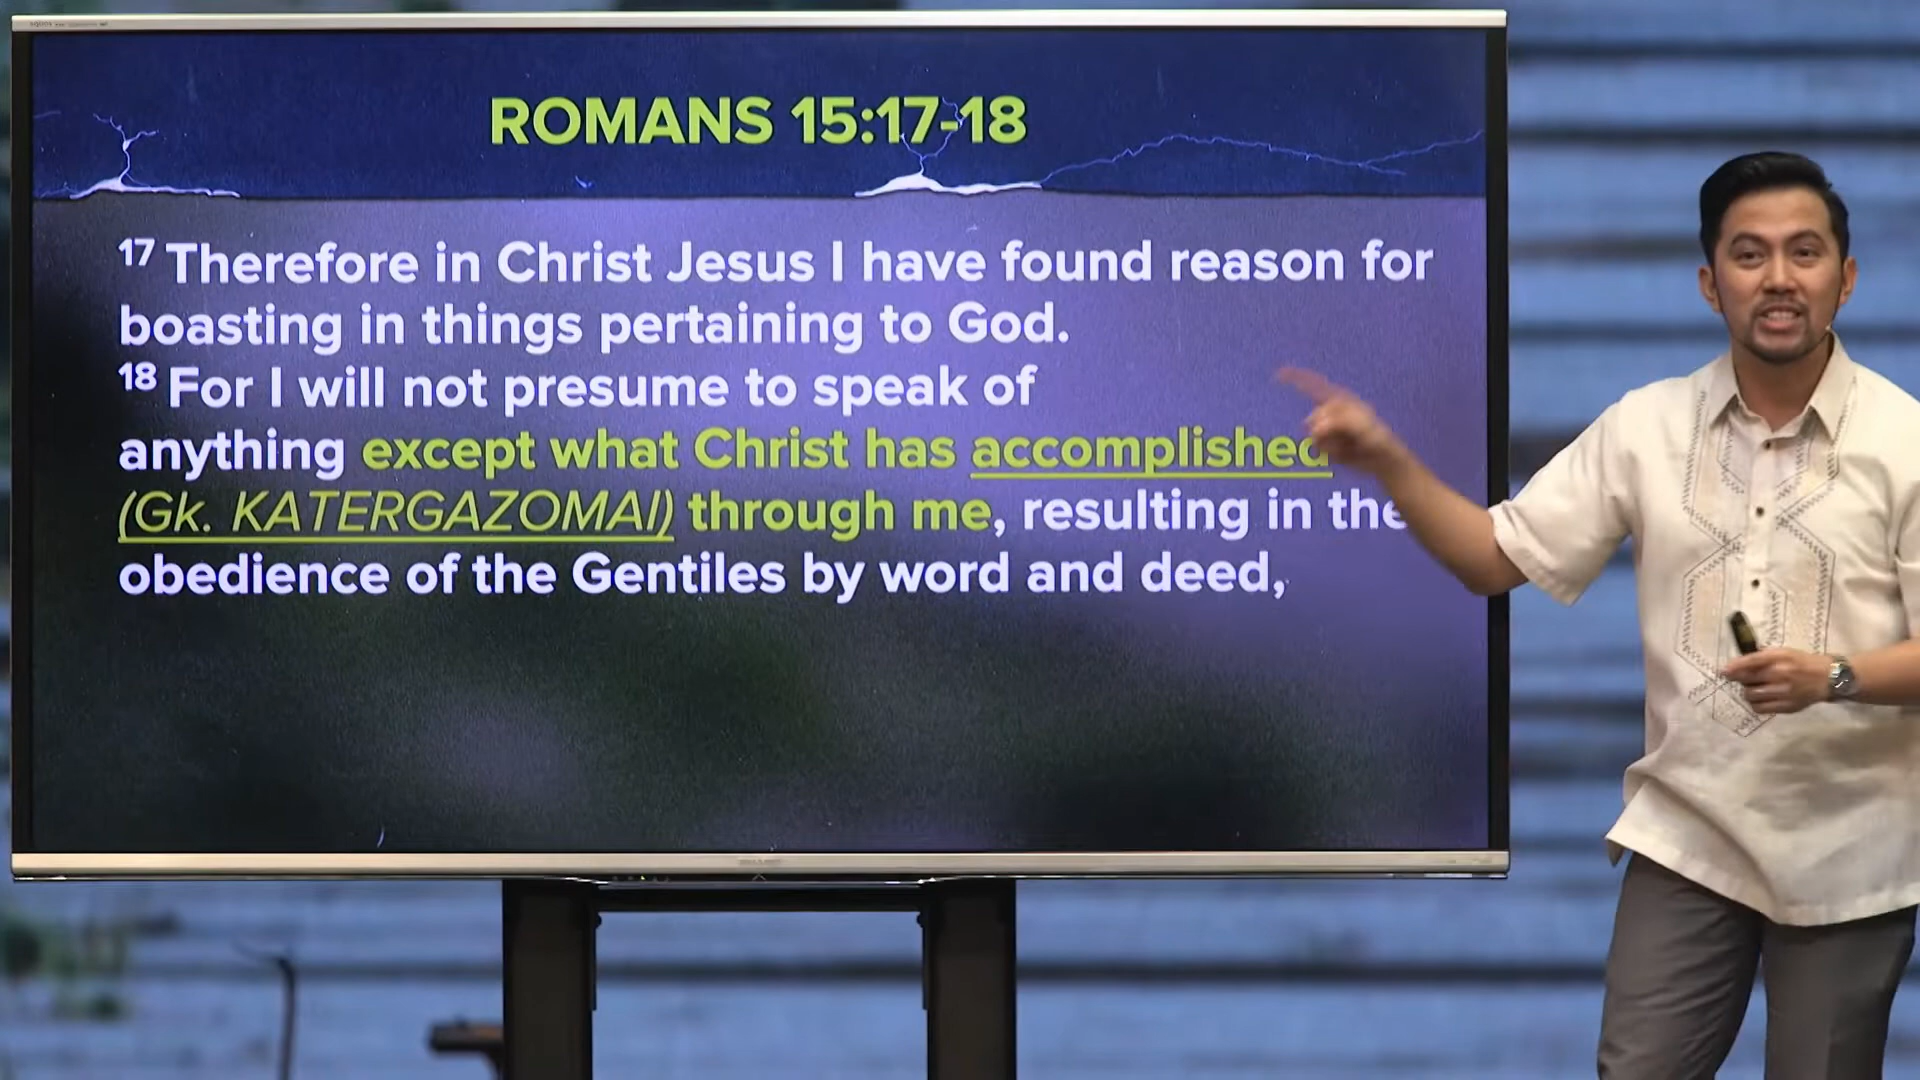 ROMANS 15:17-18
17 Therefore in Christ Jesus I have found reason for
boasting in things pertaining to God.
18 For I will not presume to speak of
anything except what Christ has accomplished
(Gk. KATERGAZOMAI) through me, resulting in the
obedience of the Gentiles by word and deed,